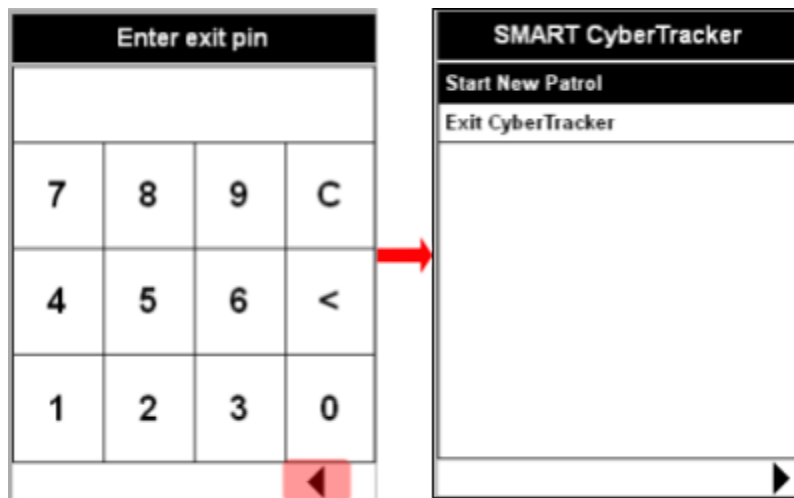 Enter exit pin
7 8 9 C
4 5 6 <
1 2 3 0
SMART CyberTracker
Start New Patrol
Exit CyberTracker